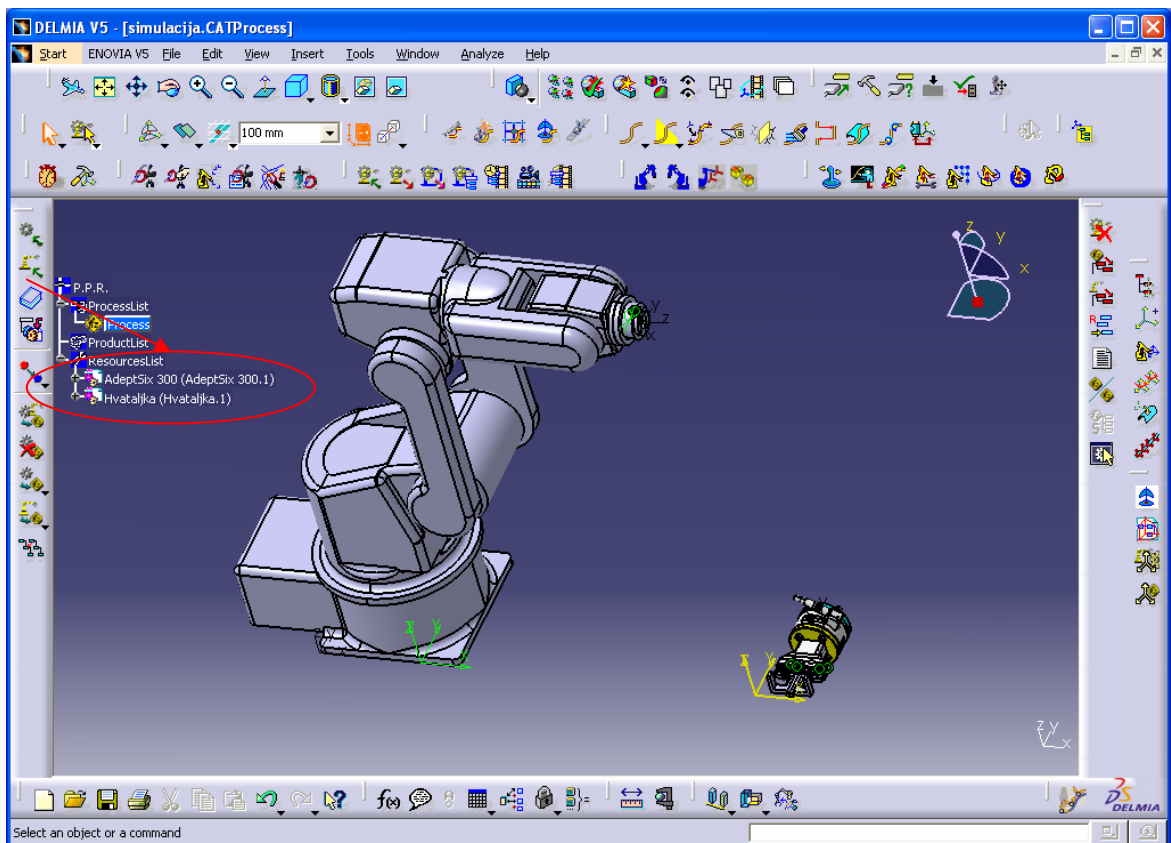 DELMIA V5 - [simulacija.CATProcess]
Start ENOVIA V5 File Edit View Insert Tools Window Analyze Help
100 mm
P.P.R.
ProcessList
Process
ProductList
ResourcesList
AdeptSix 300 (AdeptSix 300.1)
Hvataljka (Hvataljka.1)
z
y
x
Y
Z
X
Z Y
Z Y
z y
x
f(x)
DELMIA
Select an object or a command